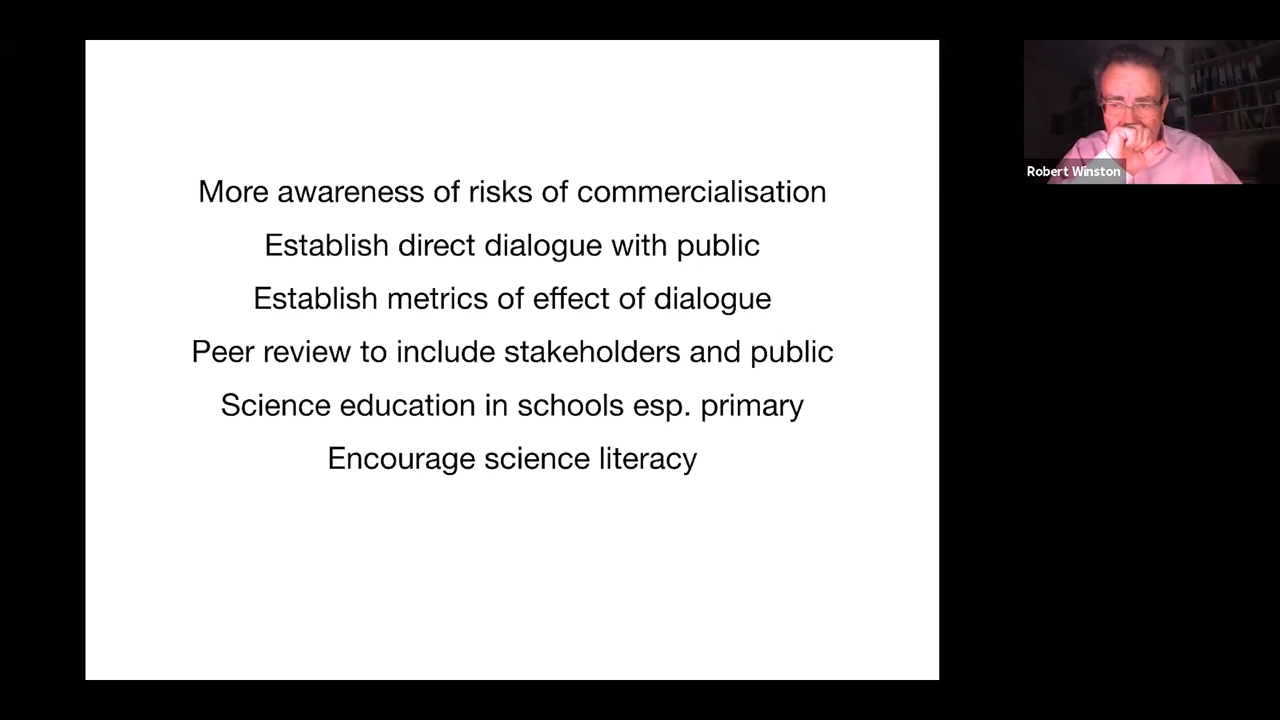 More awareness of risks of commercialisation
Establish direct dialogue with public
Establish metrics of effect of dialogue
Peer review to include stakeholders and public
Science education in schools esp. primary
Encourage science literacy
Robert Winston